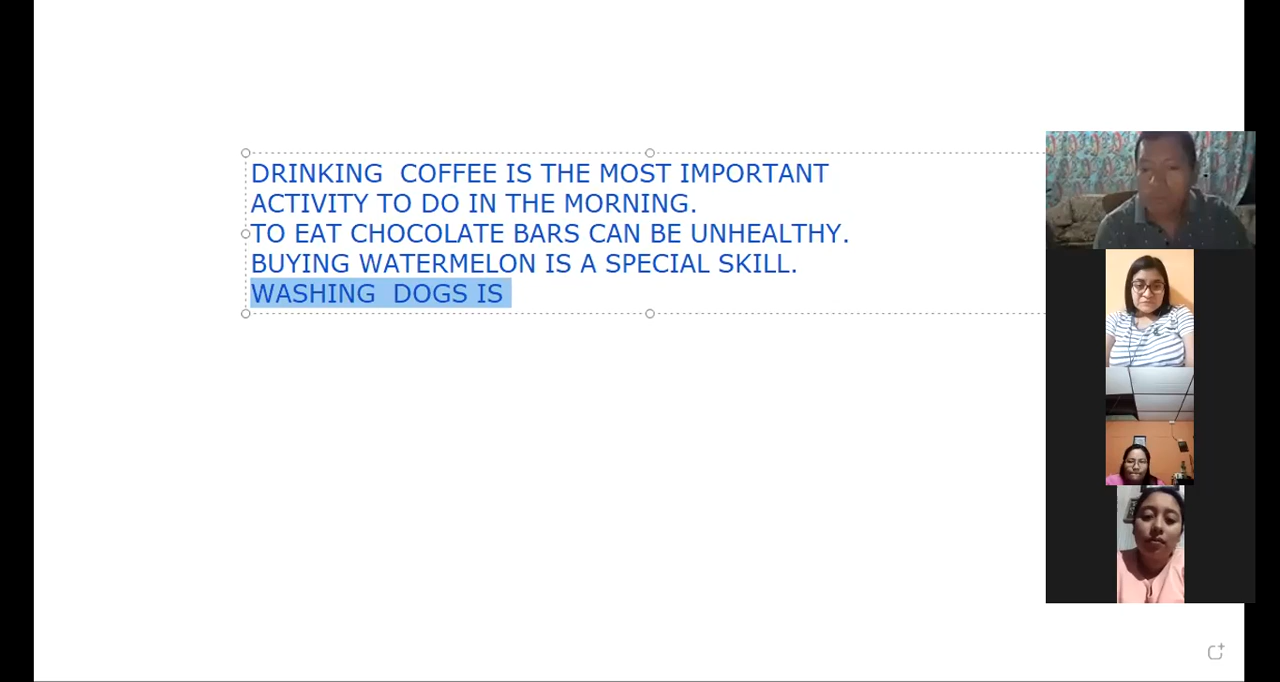 DRINKING  COFFEE IS THE MOST IMPORTANT
ACTIVITY TO DO IN THE MORNING.
TO EAT CHOCOLATE BARS CAN BE UNHEALTHY.
BUYING WATERMELON IS A SPECIAL SKILL.
WASHING  DOGS IS